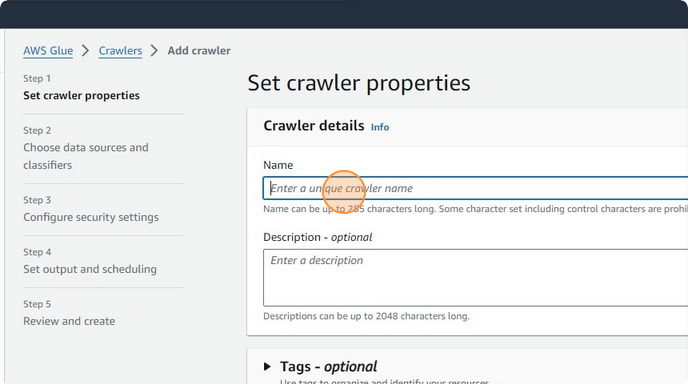 AWS Glue > Crawlers > Add crawler
Step 1
Set crawler properties
Step 2
Choose data sources and
classifiers
Step 3
Configure security settings
Step 4
Set output and scheduling
Step 5
Review and create
Set crawler properties
Crawler details Info
Name
Enter a unique crawler name
Name can be up to 255 characters long. Some character set including control characters are
Description - optional
Enter a description
Descriptions can be up to 2048 characters long.
Tags - optional
Use tags to organize and identify your resources.